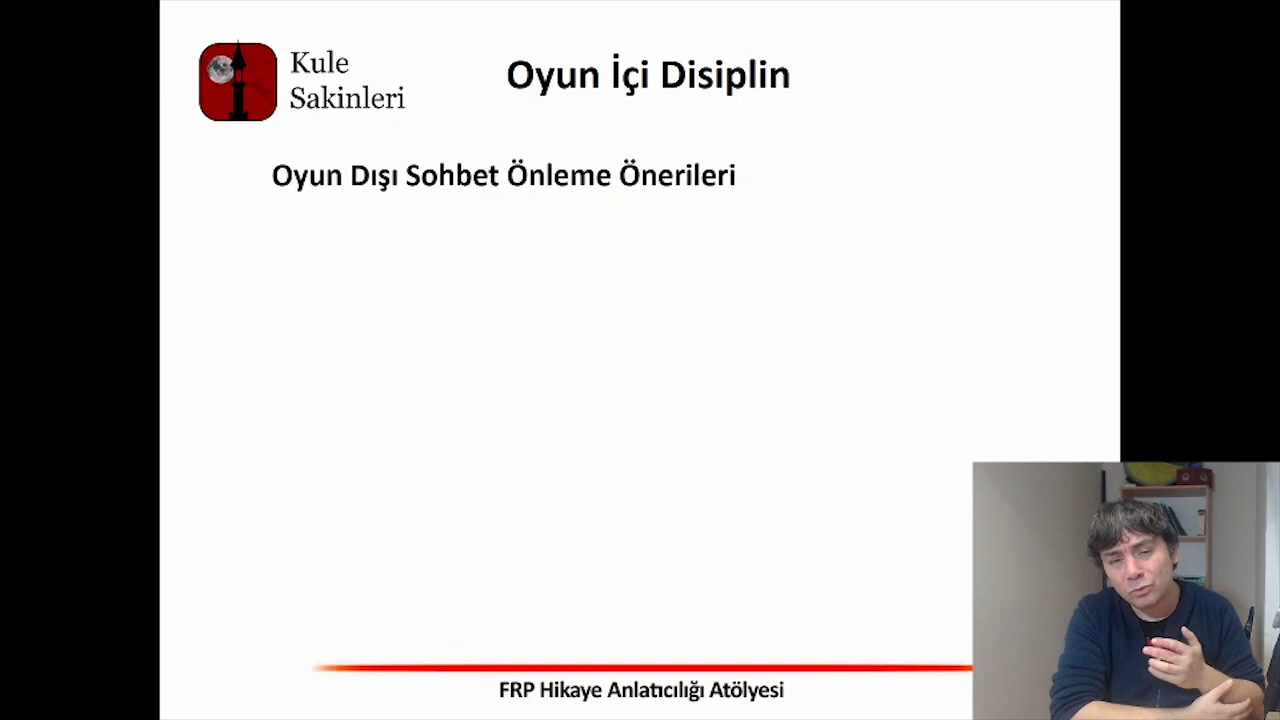 Kule
Sakinleri
Oyun İçi Disiplin
Oyun Dışı Sohbet Önleme Önerileri
FRP Hikaye Anlatıcılığı Atölyesi